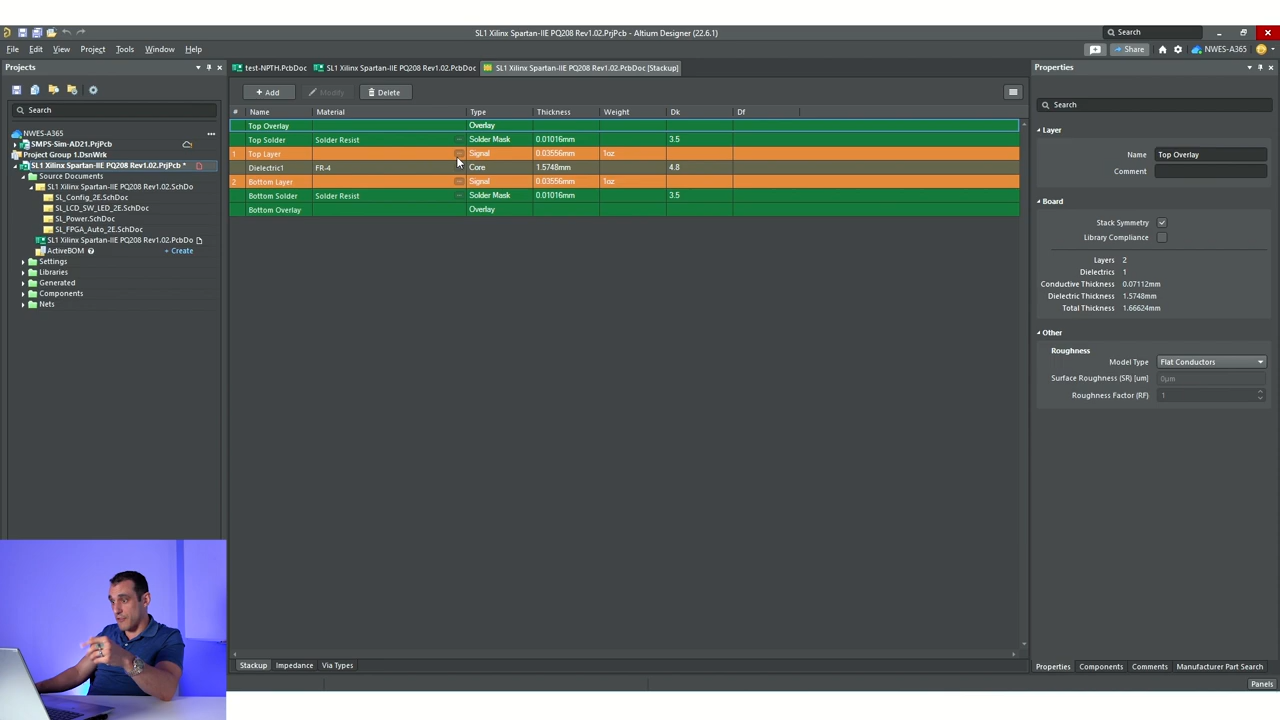 SL1 Xilinx Spartan-IIE PQ208 Rev1.02.PrjPcb - Altium Designer (22.6.1)
Search
File Edit View Project Tools Window Help
Share NWES-A365
Projects
test-NPTH.PcbDoc SL1 Xilinx Spartan-IIE PQ208 Rev1.02.PcbDoc SL1 Xilinx Spartan-IIE PQ208 Rev1.02.PcbDoc [Stackup]
Properties
+ Add Modify Delete
Search
Search
# Name Material Type Thickness Weight Dk Df
Top Overlay Overlay
Top Solder Solder Resist Solder Mask 0.01016mm 3.5
1 Top Layer Signal 0.03556mm 1oz
Dielectric1 FR-4 Core 1.5748mm 4.8
2 Bottom Layer Signal 0.03556mm 1oz
Bottom Solder Solder Resist Solder Mask 0.01016mm 3.5
Bottom Overlay Overlay
NWES-A365
SMPS-Sim-AD21.PrjPcb
Project Group 1.DsnWrk
SL1 Xilinx Spartan-IIE PQ208 Rev1.02.PrjPcb *
Source Documents
SL1 Xilinx Spartan-IIE PQ208 Rev1.02.SchDo
SL_Config_2E.SchDoc
SL_LCD_SW_LED_2E.SchDoc
SL_Power.SchDoc
SL_FPGA_Auto_2E.SchDoc
SL1 Xilinx Spartan-IIE PQ208 Rev1.02.PcbDo
ActiveBOM + Create
Settings
Libraries
Generated
Components
Nets
Layer
Name Top Overlay
Comment
Board
Stack Symmetry
Library Compliance
Layers 2
Dielectrics 1
Conductive Thickness 0.07112mm
Dielectric Thickness 1.5748mm
Total Thickness 1.66624mm
Other
Roughness
Model Type Flat Conductors
Surface Roughness (SR) [um] 0µm
Roughness Factor (RF) 1
Stackup Impedance Via Types
Properties Components Comments Manufacturer Part Search
Panels